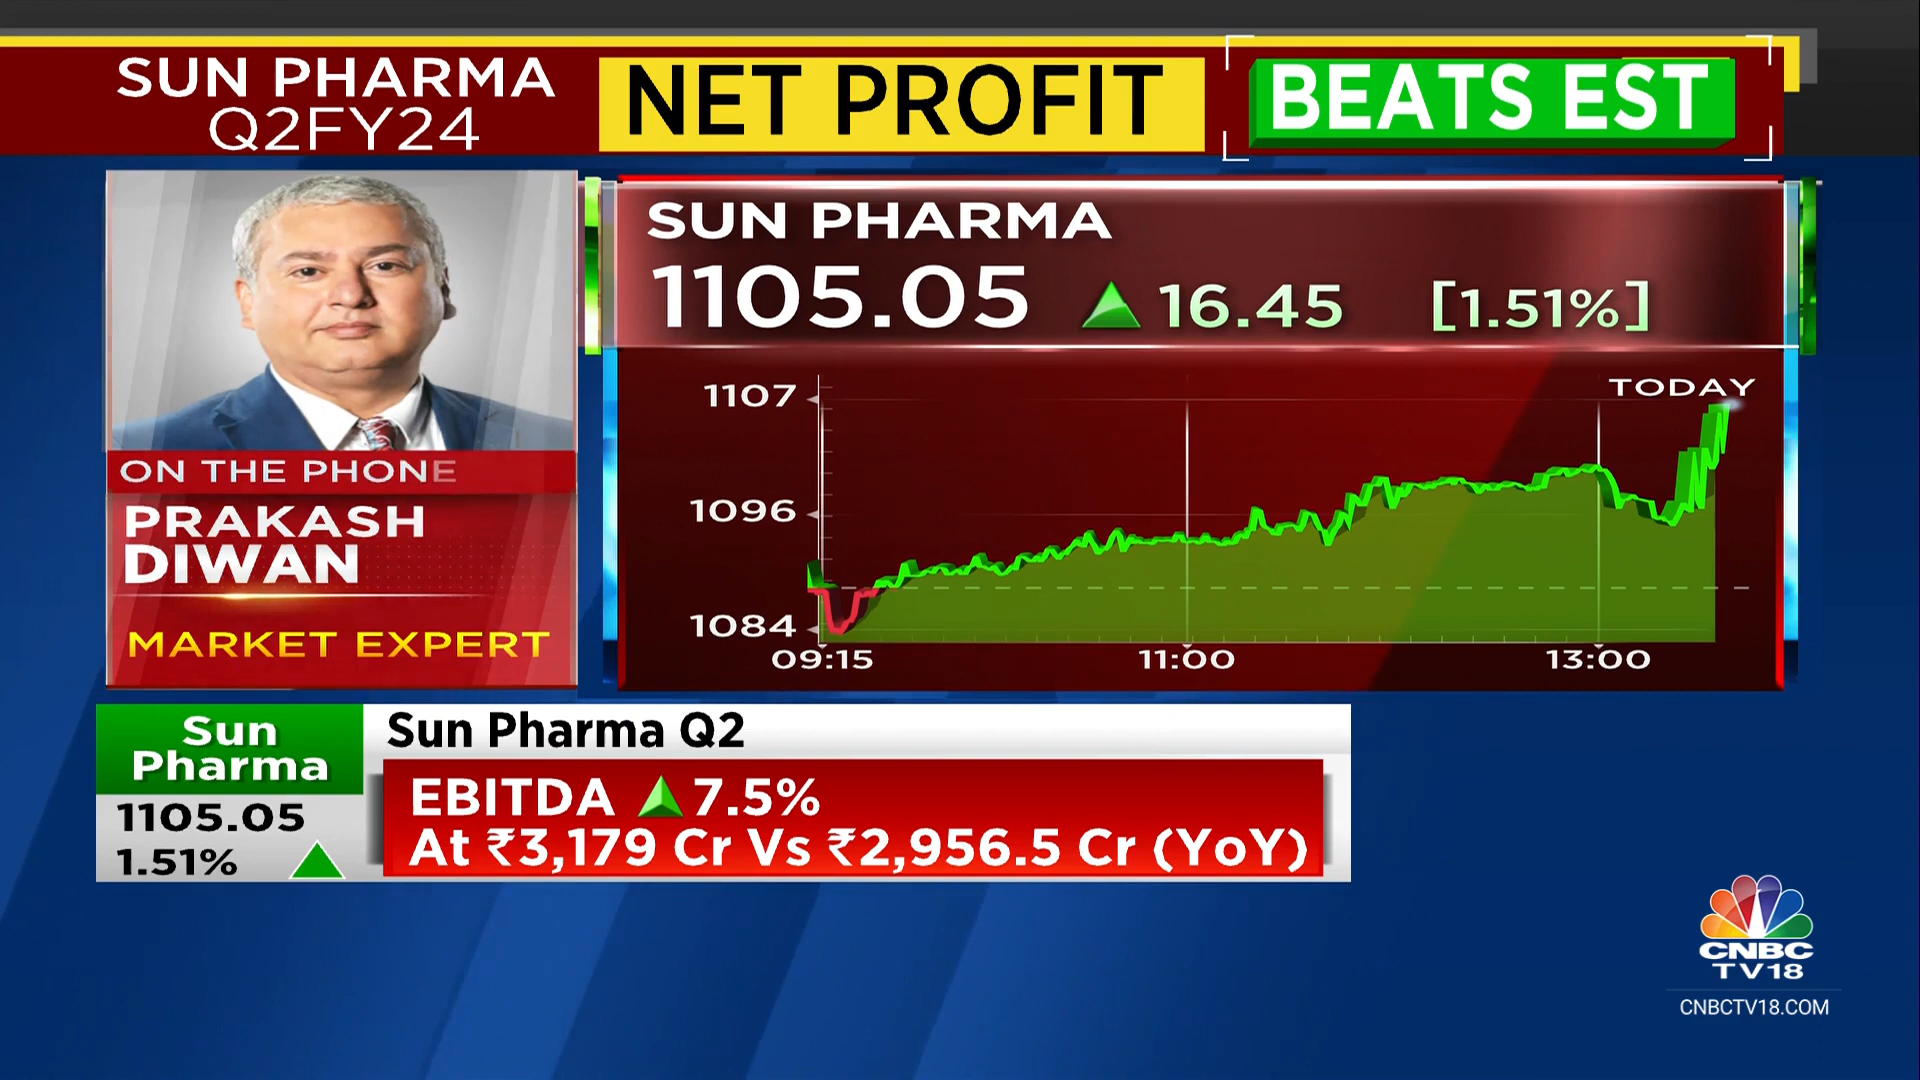 SUN PHARMA
Q2FY24
NET PROFIT
BEATS EST
SUN PHARMA
1105.05 ▲ 16.45 [1.51%]
TODAY
1107
1096
1084
09:15 11:00 13:00
ON THE PHONE
PRAKASH
DIWAN
MARKET EXPERT
Sun
Pharma
1105.05
1.51% ▲
Sun Pharma Q2
EBITDA ▲ 7.5%
At ₹3,179 Cr Vs ₹2,956.5 Cr (YoY)
CNBC
TV18
CNBCTV18.COM